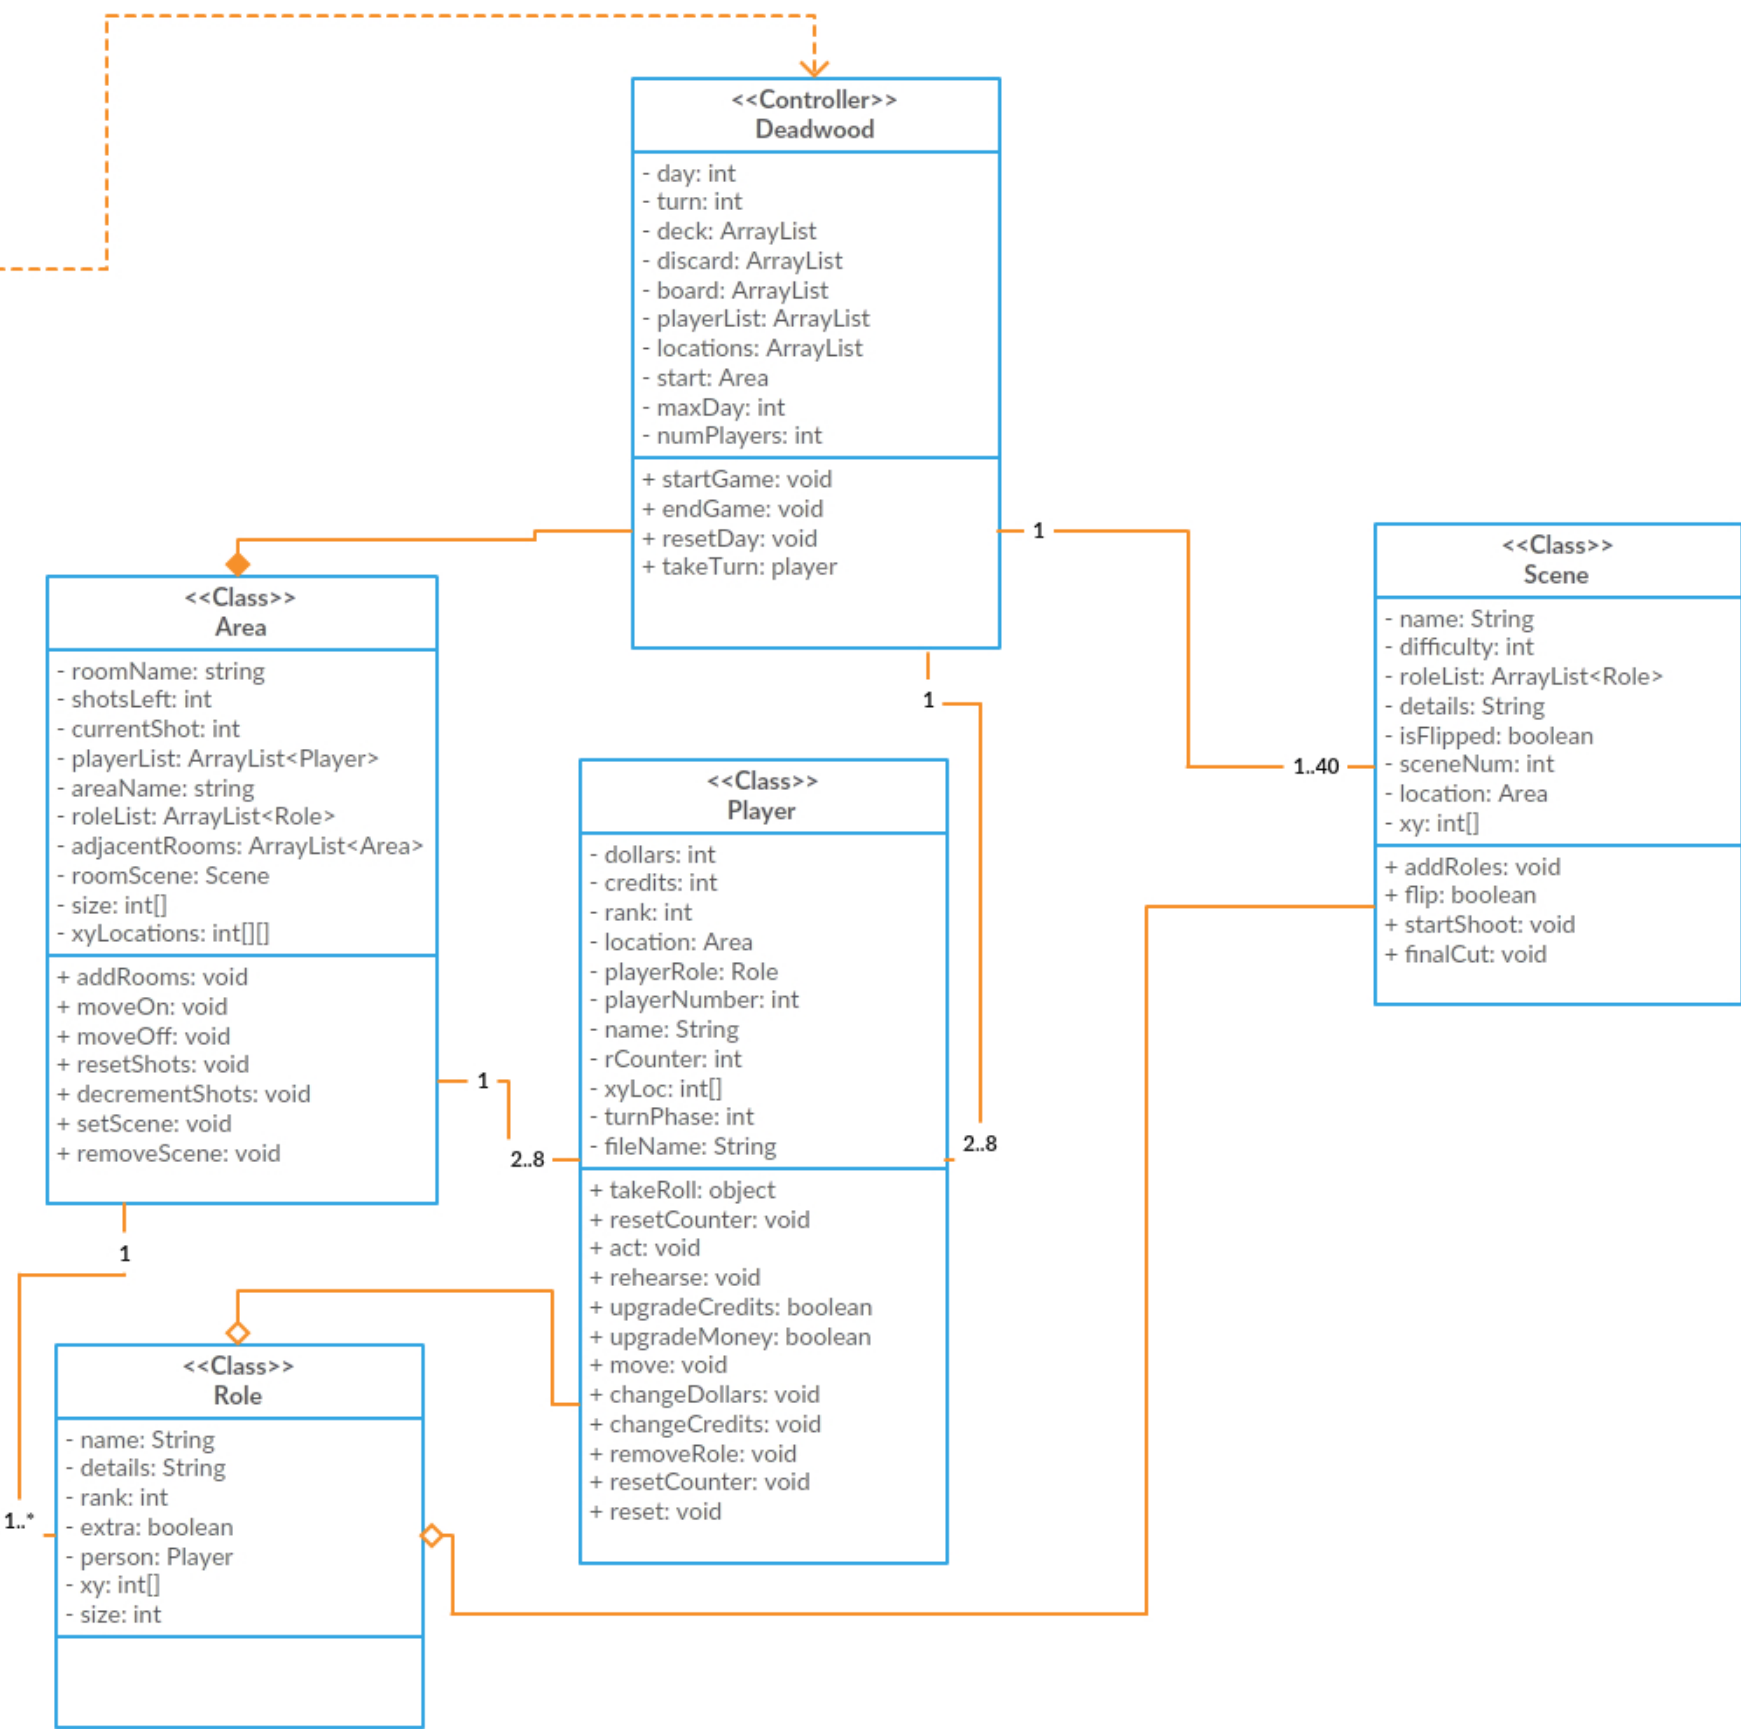 <<Controller>>
Deadwood
- day: int
- turn: int
- deck: ArrayList
- discard: ArrayList
- board: ArrayList
- playerList: ArrayList
- locations: ArrayList
- start: Area
- maxDay: int
- numPlayers: int
+ startGame: void
+ endGame: void
+ resetDay: void
+ takeTurn: player
1
1..40
1
2..8
<<Class>>
Scene
- name: String
- difficulty: int
- roleList: ArrayList<Role>
- details: String
- isFlipped: boolean
- sceneNum: int
- location: Area
- xy: int[]
+ addRoles: void
+ flip: boolean
+ startShoot: void
+ finalCut: void
<<Class>>
Area
- roomName: string
- shotsLeft: int
- currentShot: int
- playerList: ArrayList<Player>
- areaName: string
- roleList: ArrayList<Role>
- adjacentRooms: ArrayList<Area>
- roomScene: Scene
- size: int[]
- xyLocations: int[][]
+ addRooms: void
+ moveOn: void
+ moveOff: void
+ resetShots: void
+ decrementShots: void
+ setScene: void
+ removeScene: void
1
2..8
1
1..*
<<Class>>
Player
- dollars: int
- credits: int
- rank: int
- location: Area
- playerRole: Role
- playerNumber: int
- name: String
- rCounter: int
- xyLoc: int[]
- turnPhase: int
- fileName: String
+ takeRoll: object
+ resetCounter: void
+ act: void
+ rehearse: void
+ upgradeCredits: boolean
+ upgradeMoney: boolean
+ move: void
+ changeDollars: void
+ changeCredits: void
+ removeRole: void
+ resetCounter: void
+ reset: void
<<Class>>
Role
- name: String
- details: String
- rank: int
- extra: boolean
- person: Player
- xy: int[]
- size: int